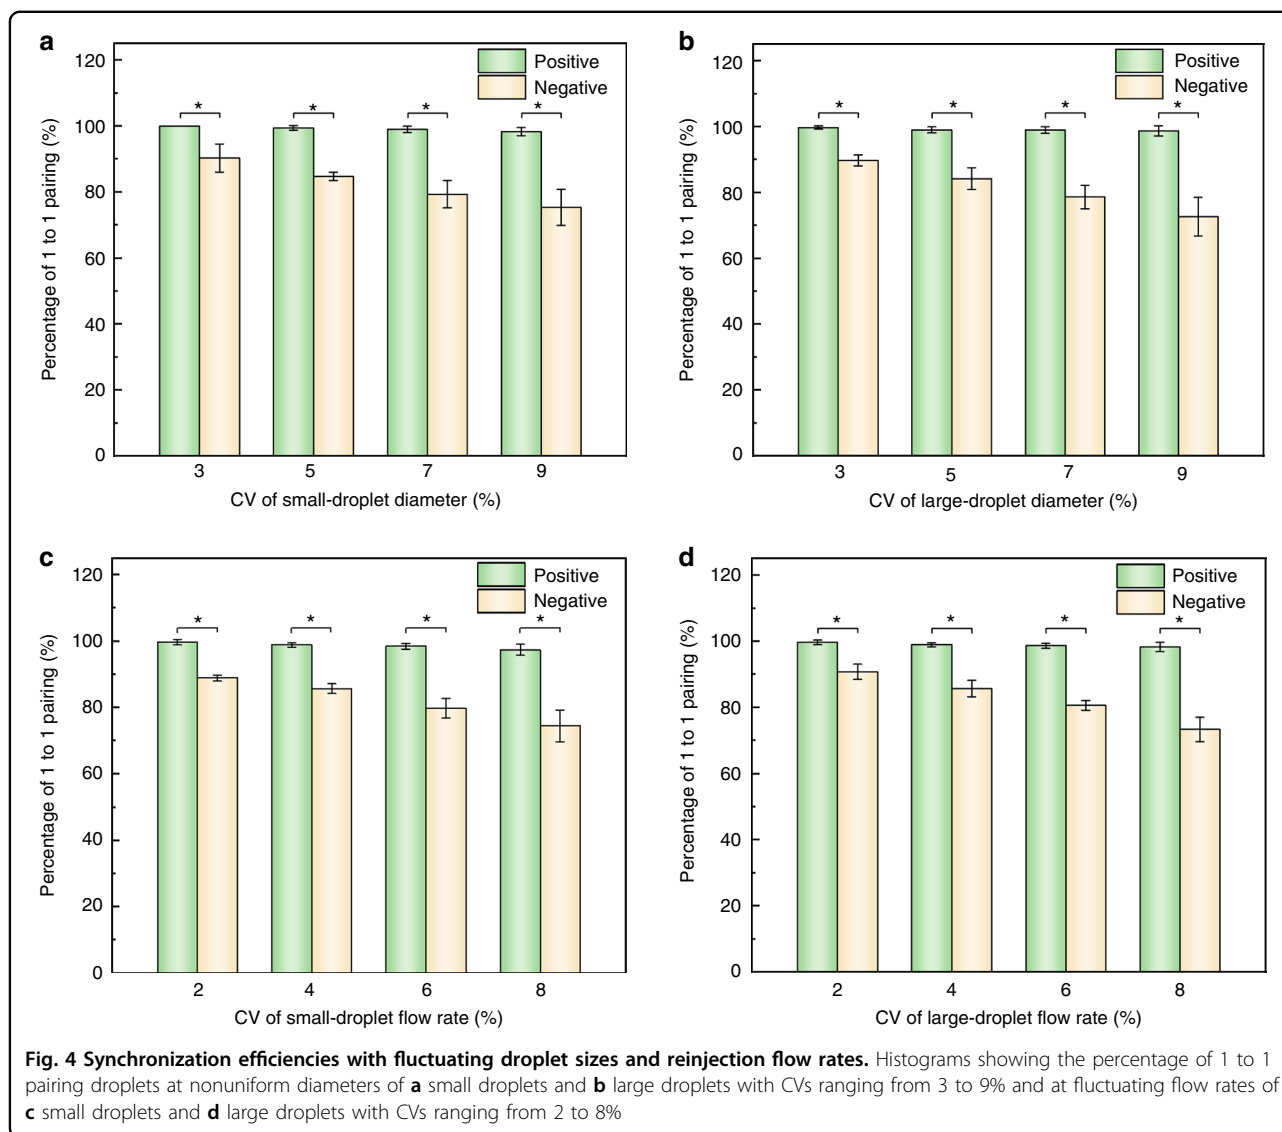 a
120
100
80
60
40
20
0
Percentage of 1 to 1 pairing (%)
Positive
Negative
* * * *
3 5 7 9
CV of small-droplet diameter (%)
b
120
100
80
60
40
20
0
Percentage of 1 to 1 pairing (%)
Positive
Negative
* * * *
3 5 7 9
CV of large-droplet diameter (%)
c
120
100
80
60
40
20
0
Percentage of 1 to 1 pairing (%)
Positive
Negative
* * * *
2 4 6 8
CV of small-droplet flow rate (%)
d
120
100
80
60
40
20
0
Percentage of 1 to 1 pairing (%)
Positive
Negative
* * * *
2 4 6 8
CV of large-droplet flow rate (%)
Fig. 4 Synchronization efficiencies with fluctuating droplet sizes and reinjection flow rates. Histograms showing the percentage of 1 to 1
pairing droplets at nonuniform diameters of a small droplets and b large droplets with CVs ranging from 3 to 9% and at fluctuating flow rates of
c small droplets and d large droplets with CVs ranging from 2 to 8%